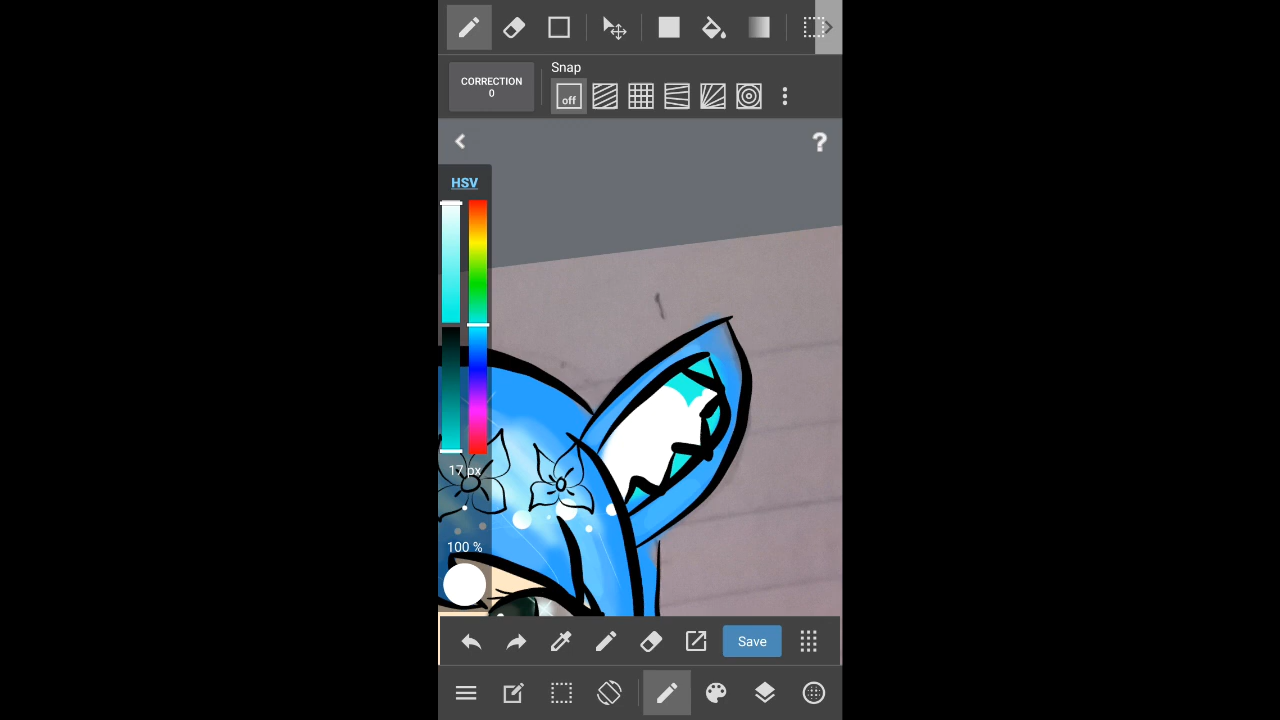 CORRECTION
0
Snap
off
?
HSV
17 px
100 %
Save